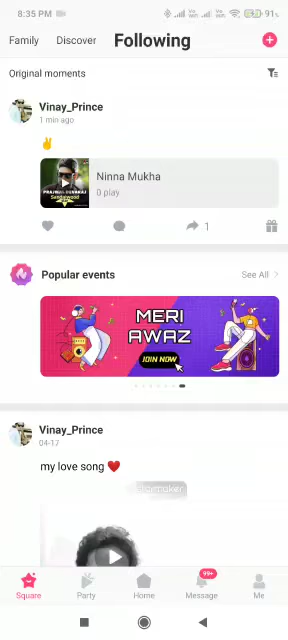 8:35 PM
91%
Family Discover Following
Original moments
Vinay_Prince
1 min ago
PRAJWAL DEVARAJ
Sandalwood
Ninna Mukha
0 play
1
Popular events
See All
MERI
AWAZ
JOIN NOW
Vinay_Prince
04-17
my love song ❤️
Square
Party
Home
99+
Message
Me